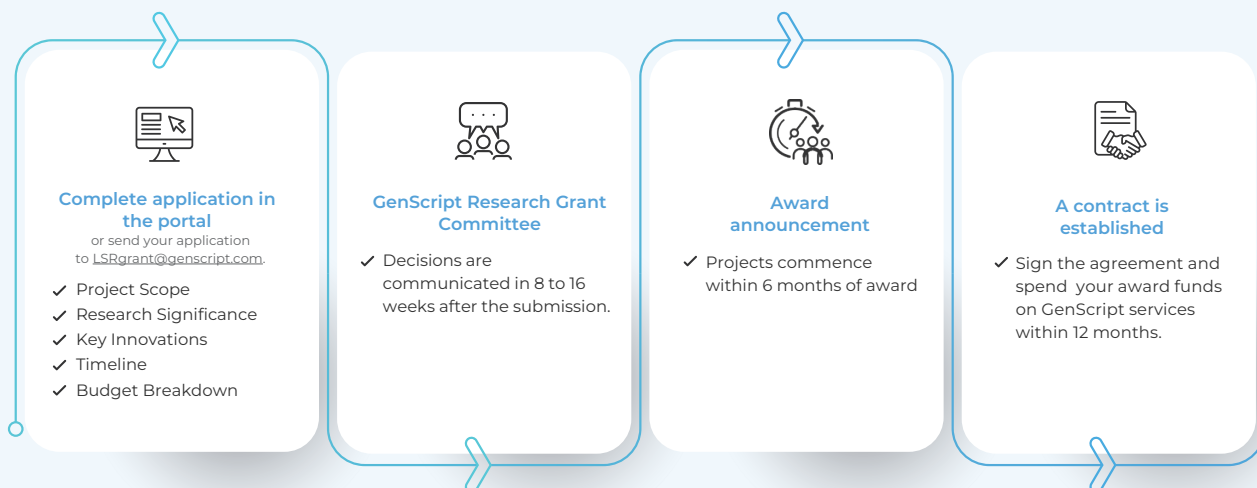 Complete application in
the portal
or send your application
to LSRgrant@genscript.com.
Project Scope
Research Significance
Key Innovations
Timeline
Budget Breakdown
GenScript Research Grant
Committee
Decisions are
communicated in 8 to 16
weeks after the submission.
Award
announcement
Projects commence
within 6 months of award
A contract is
established
Sign the agreement and
spend  your award funds
on GenScript services
within 12 months.